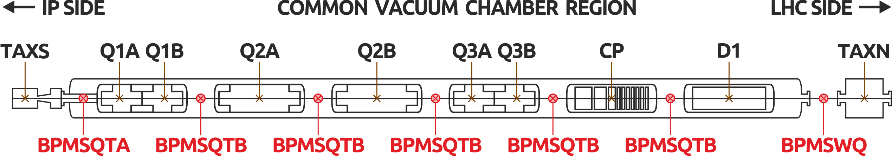 IP SIDE COMMON VACUUM CHAMBER REGION LHC SIDE
TAXS Q1A Q1B Q2A Q2B Q3A Q3B CP D1 TAXN
BPMSQTA BPMSQTB BPMSQTB BPMSQTB BPMSQTB BPMSQTB BPMSWQ